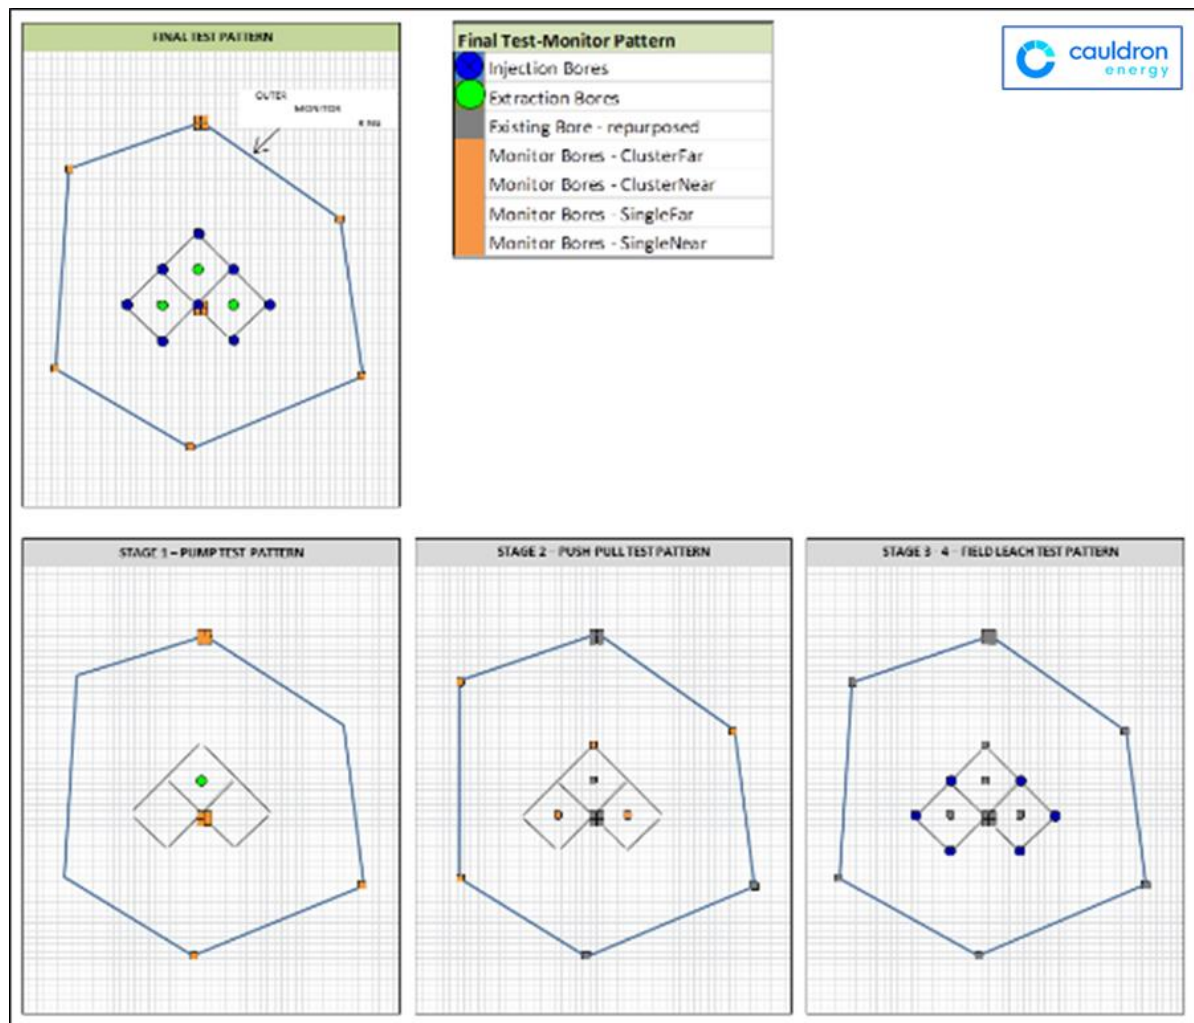 FINAL TEST PATTERN
OUTER
MONITOR
Final Test-Monitor Pattern
Injection Bores
Extraction Bores
Existing Bore - repurposed
Monitor Bores - ClusterFar
Monitor Bores - ClusterNear
Monitor Bores - SingleFar
Monitor Bores - SingleNear
cauldron
energy
STAGE 1 – PUMP TEST PATTERN
STAGE 2 - PUSH PULL TEST PATTERN
STAGE 3 - 4 - FIELD LEACH TEST PATTERN